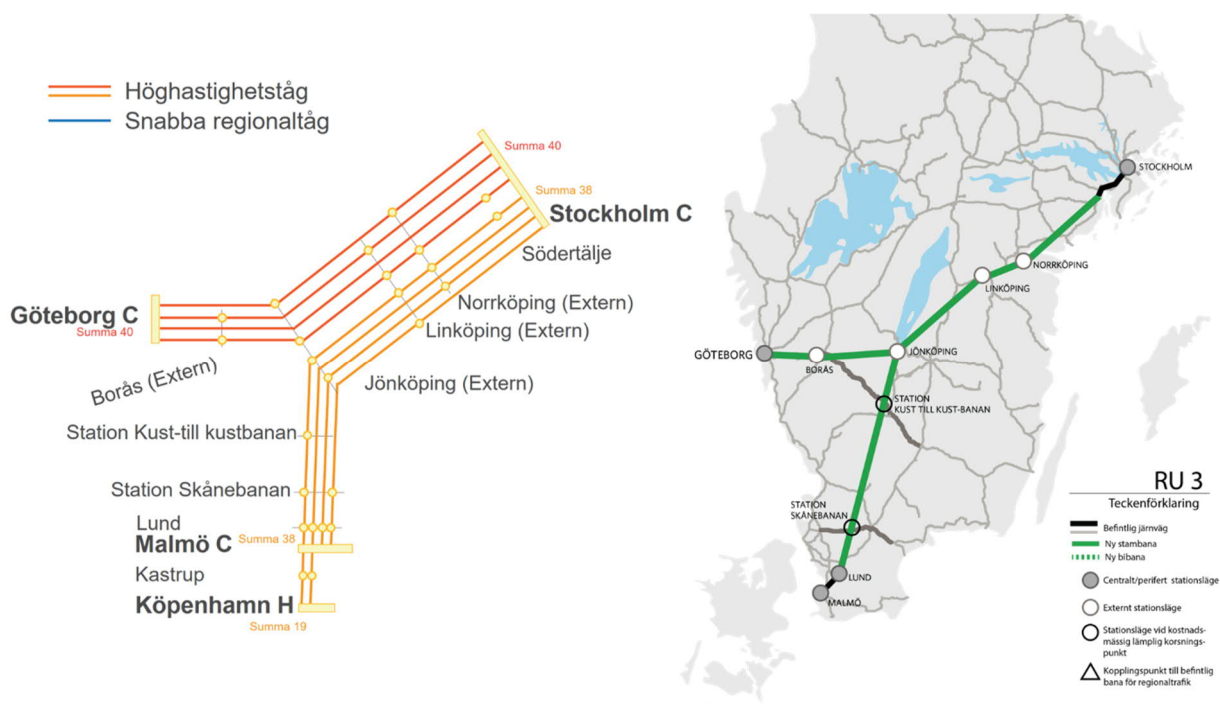 Höghastighetståg
Snabba regionaltåg
Summa 40
Summa 38
Stockholm C
Södertälje
Norrköping (Extern)
Linköping (Extern)
Jönköping (Extern)
Göteborg C
Summa 40
Borås (Extern)
Station Kust-till kustbanan
Station Skånebanan
Lund
Malmö C
Summa 38
Kastrup
Köpenhamn H
Summa 19
STOCKHOLM
NORRKÖPING
LINKÖPING
GÖTEBORG
JÖNKÖPING
BORÅS
STATION
KUST TILL KUST-BANAN
STATION
SKÅNEBANAN
LUND
MALMÖ
RU 3
Teckenförklaring
Befintlig järnväg
Ny stambana
Ny bibana
Centralt/perifert stationsläge
Externt stationsläge
Stationsläge vid kostnads-
mässig lämplig korsnings-
punkt
Kopplingspunkt till befintlig
bana för regionaltrafik